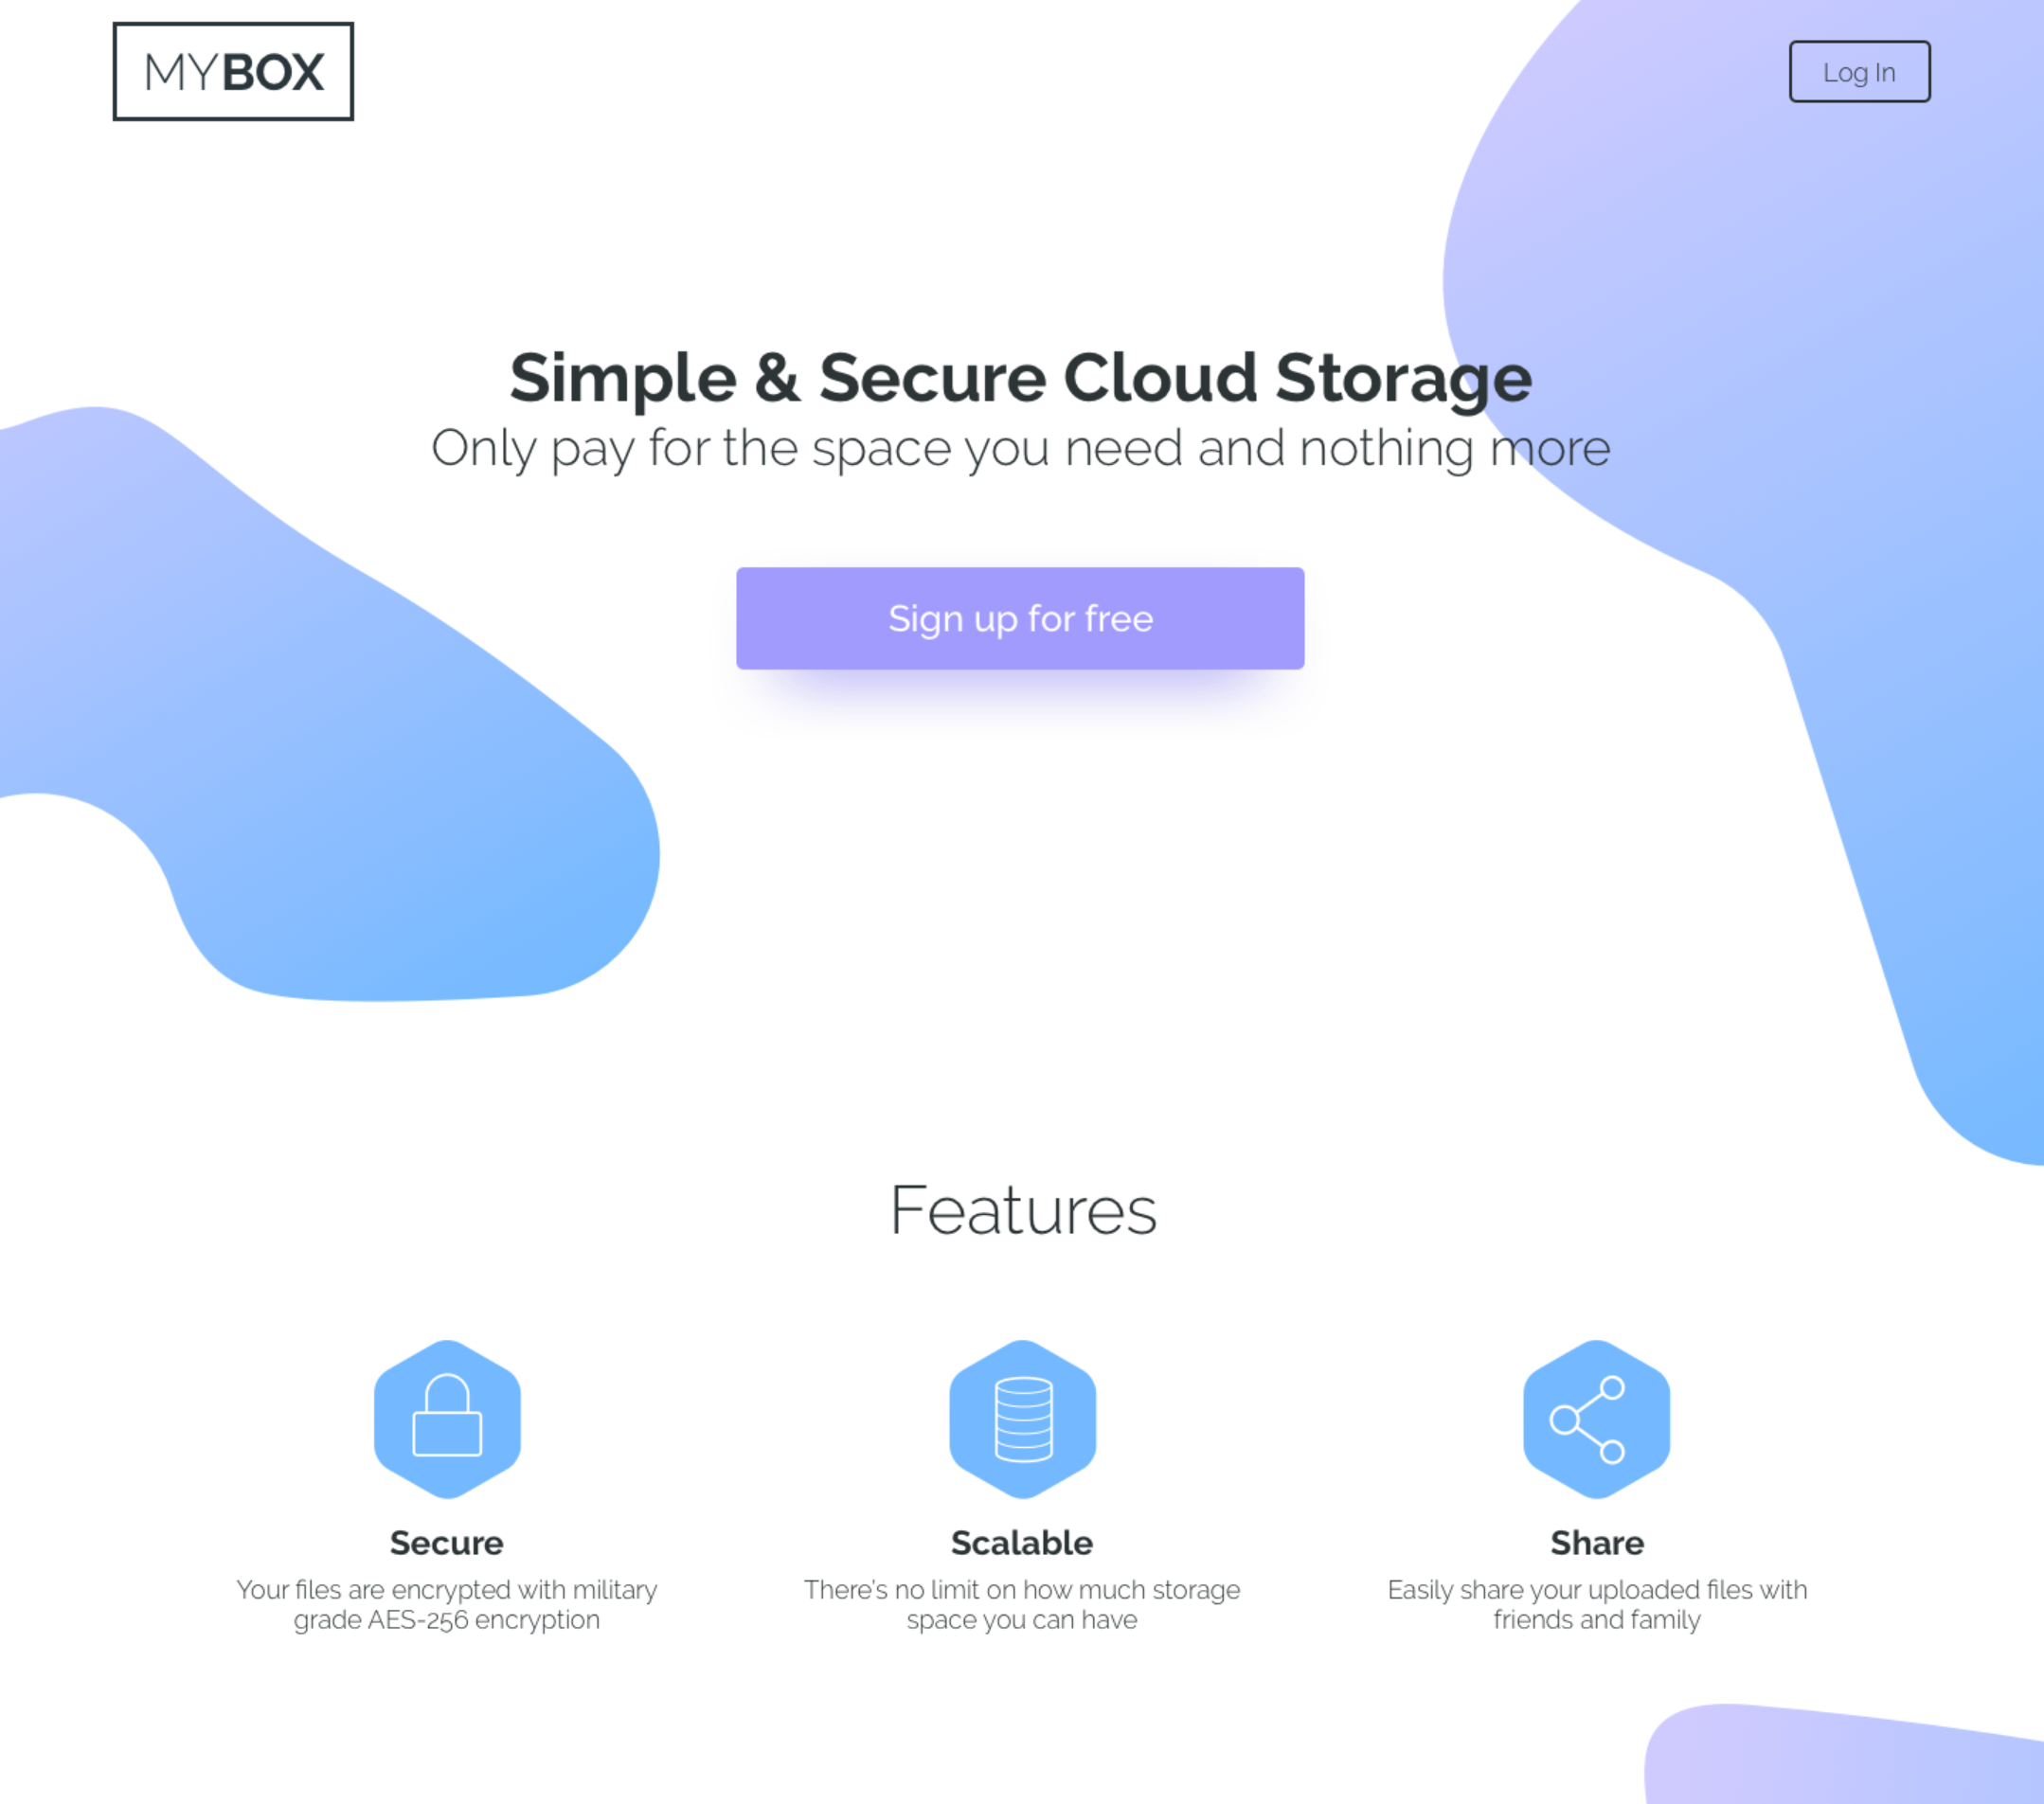 MYBOX
Log In
Simple & Secure Cloud Storage
Only pay for the space you need and nothing more
Sign up for free
Features
Secure
Your files are encrypted with military
grade AES-256 encryption
Scalable
There's no limit on how much storage
space you can have
Share
Easily share your uploaded files with
friends and family